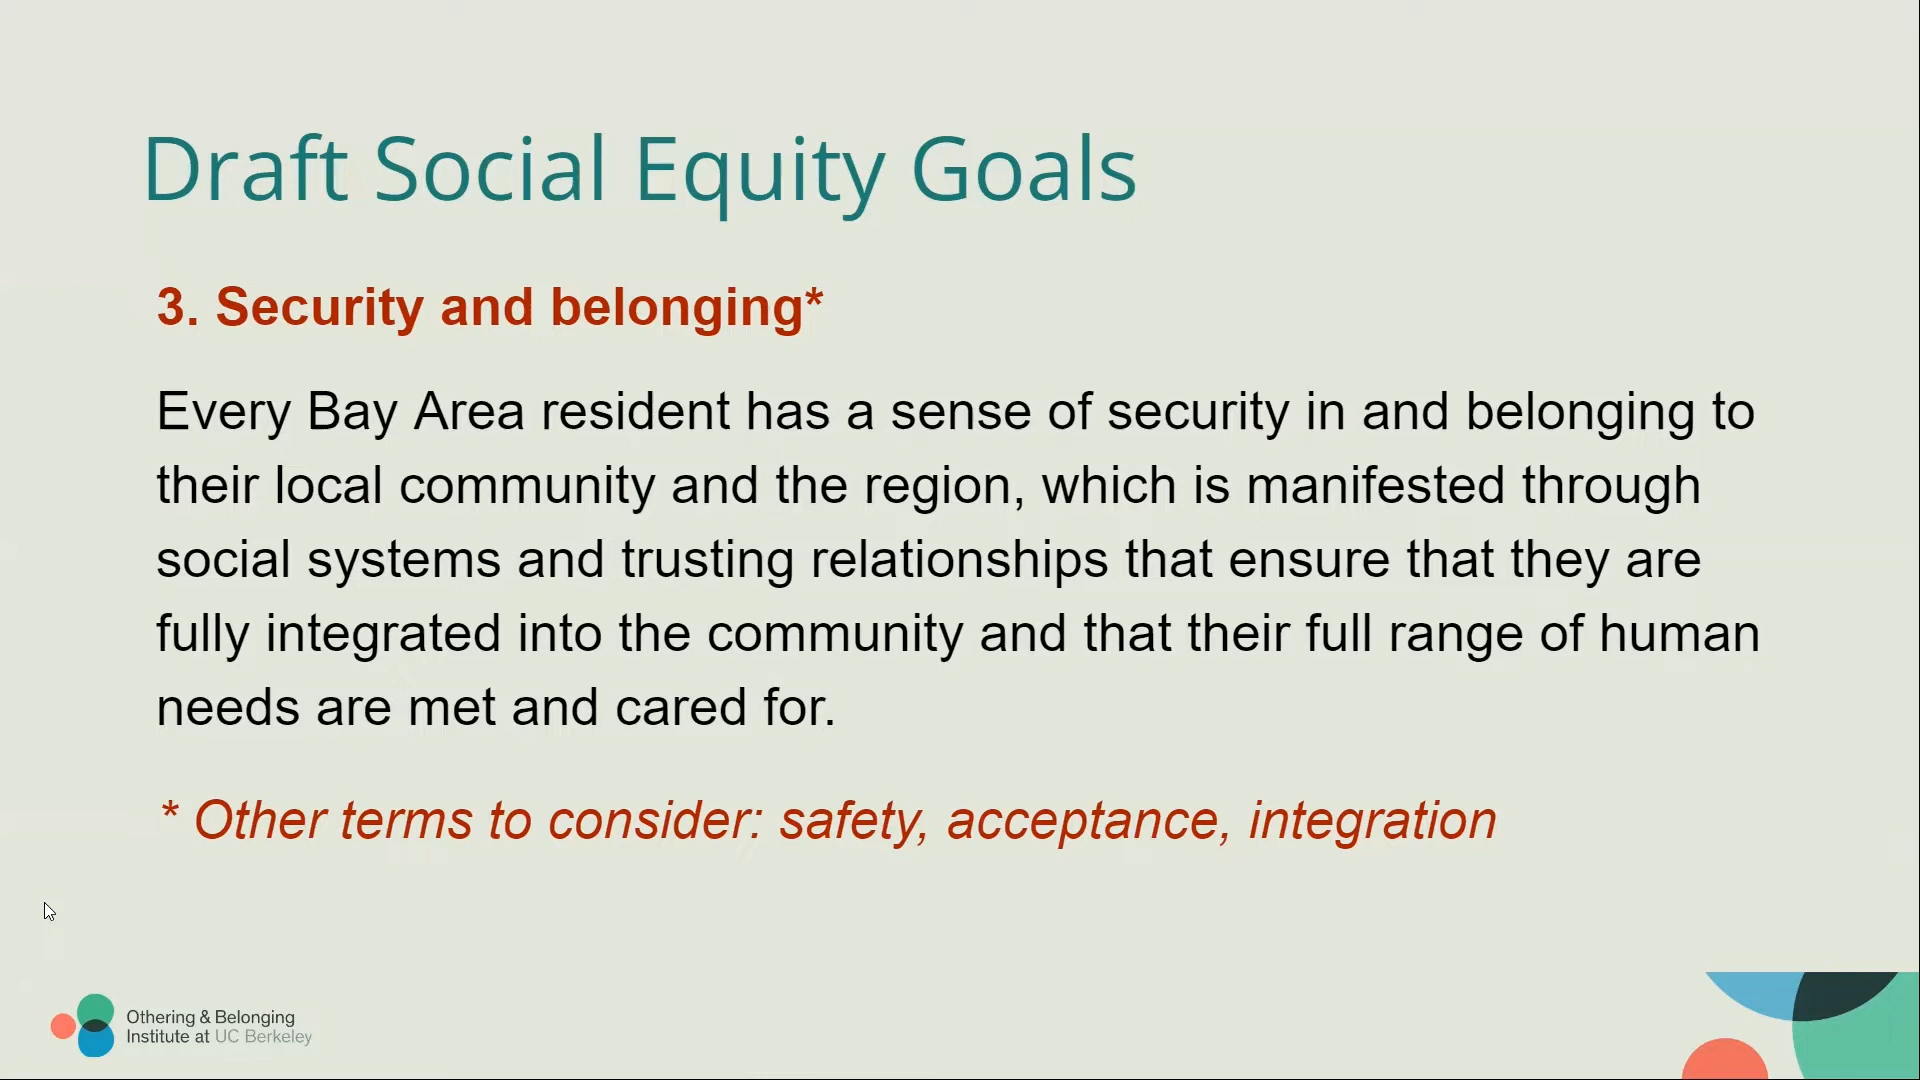 Draft Social Equity Goals
3. Security and belonging*
Every Bay Area resident has a sense of security in and belonging to
their local community and the region, which is manifested through
social systems and trusting relationships that ensure that they are
fully integrated into the community and that their full range of human
needs are met and cared for.
* Other terms to consider: safety, acceptance, integration
Othering & Belonging
Institute at UC Berkeley